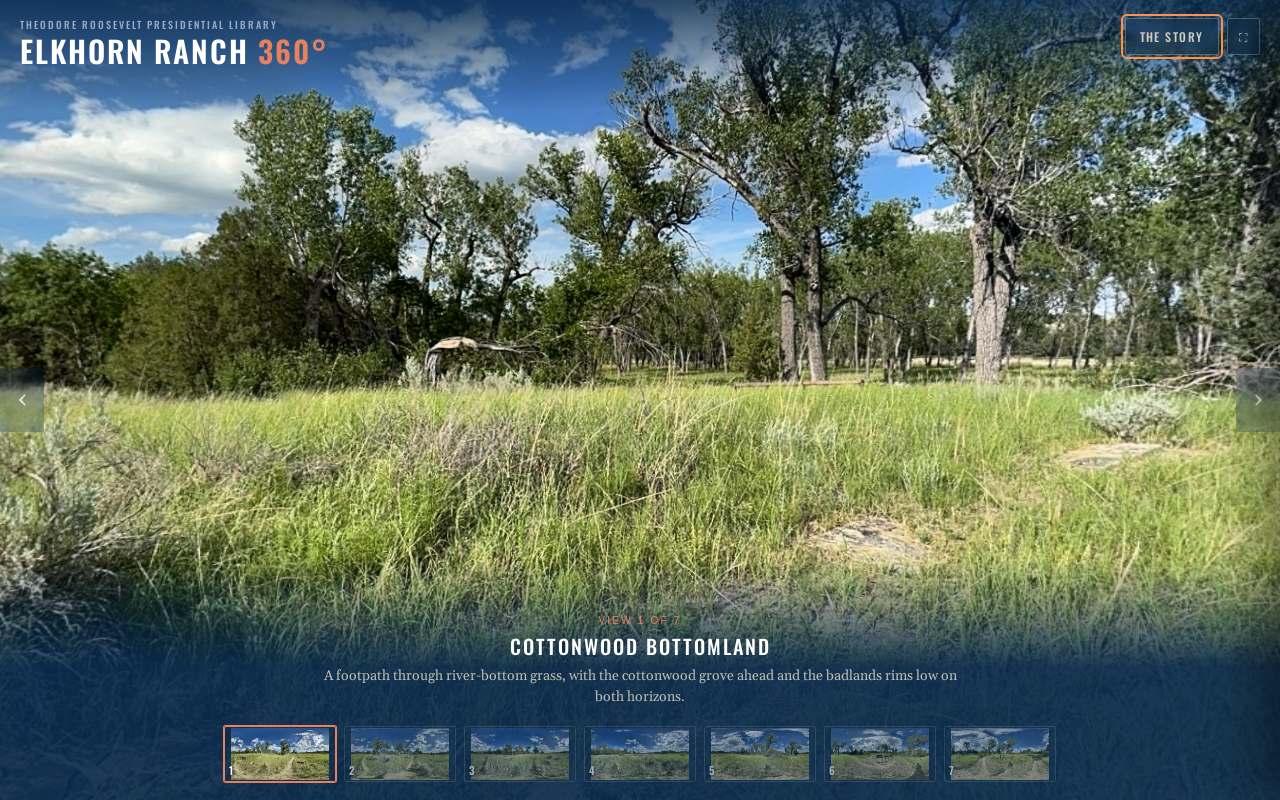 THEODORE ROOSEVELT PRESIDENTIAL LIBRARY
ELKHORN RANCH 360°
THE STORY
VIEW 1 OF 7
COTTONWOOD BOTTOMLAND
A footpath through river-bottom grass, with the cottonwood grove ahead and the badlands rims low on
both horizons.
1
2
3
4
5
6
7